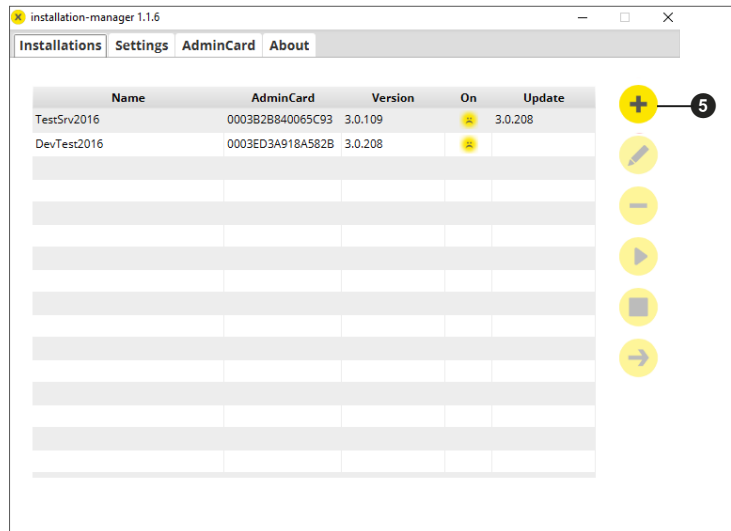 installation-manager 1.1.6
Installations Settings AdminCard About
Name AdminCard Version On Update
TestSrv2016 0003B2B840065C93 3.0.109 3.0.208
DevTest2016 0003ED3A918A582B 3.0.208
5